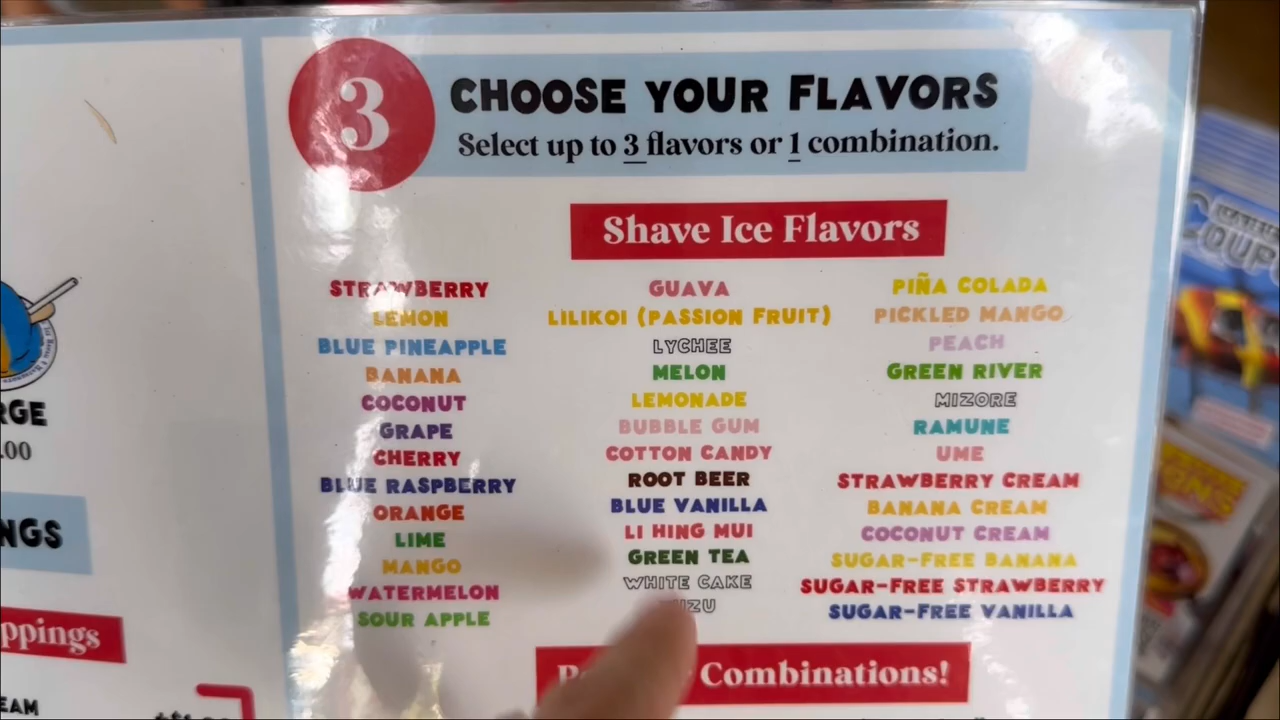 3
CHOOSE YOUR FLAVORS
Select up to 3 flavors or 1 combination.
Shave Ice Flavors
STRAWBERRY
LEMON
BLUE PINEAPPLE
BANANA
COCONUT
GRAPE
CHERRY
BLUE RASPBERRY
ORANGE
LIME
MANGO
WATERMELON
SOUR APPLE
GUAVA
LILIKOI (PASSION FRUIT)
LYCHEE
MELON
LEMONADE
BUBBLE GUM
COTTON CANDY
ROOT BEER
BLUE VANILLA
LI HING MUI
GREEN TEA
WHITE CAKE
PIÑA COLADA
PICKLED MANGO
PEACH
GREEN RIVER
MIZORE
RAMUNE
UME
STRAWBERRY CREAM
BANANA CREAM
COCONUT CREAM
SUGAR-FREE BANANA
SUGAR-FREE STRAWBERRY
SUGAR-FREE VANILLA
Combinations!
RGE
.00
NGS
ppings
EAM